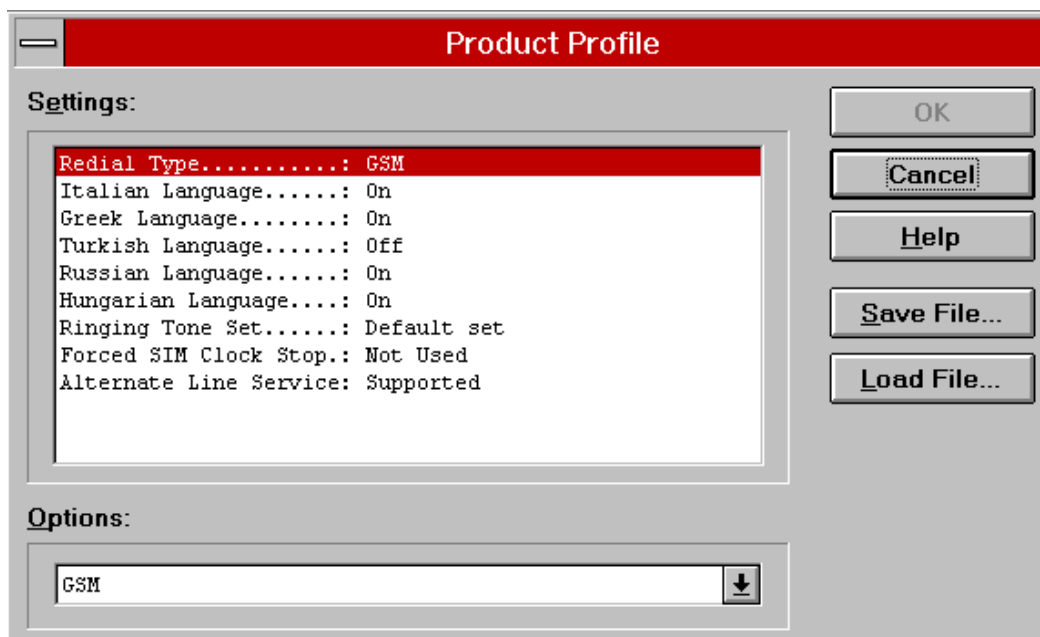 Product Profile
Settings:
Redial Type...........: GSM
Italian Language......: On
Greek Language........: On
Turkish Language......: Off
Russian Language......: On
Hungarian Language....: On
Ringing Tone Set......: Default set
Forced SIM Clock Stop.: Not Used
Alternate Line Service: Supported
OK
Cancel
Help
Save File...
Load File...
Options:
GSM